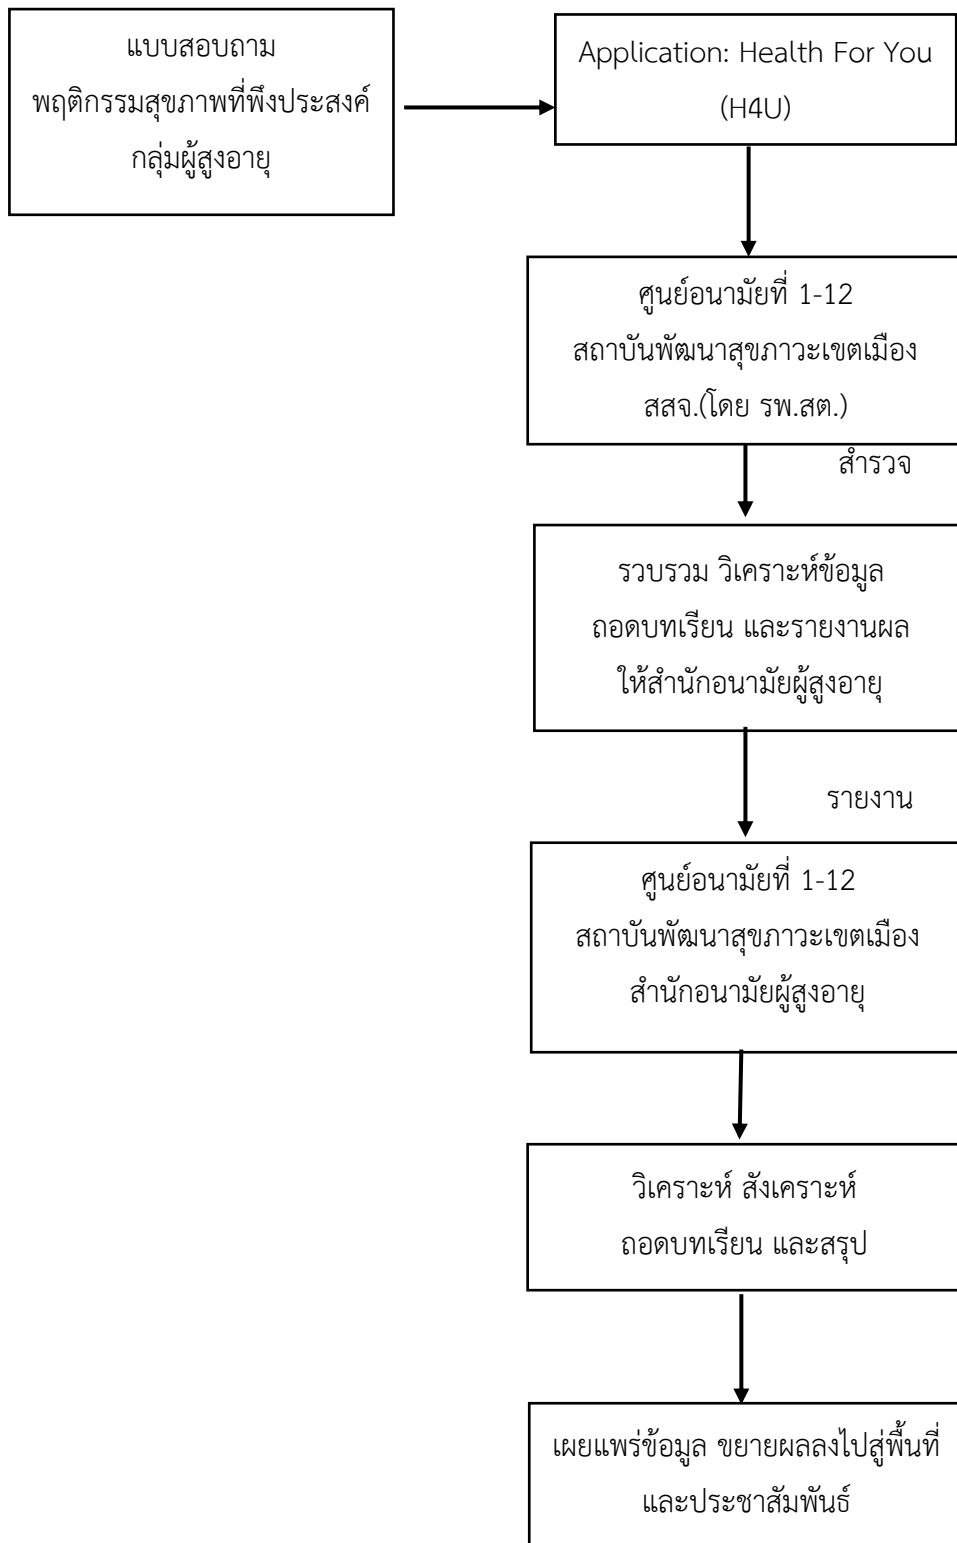 แบบสอบถาม
พฤติกรรมสุขภาพที่พึงประสงค์
กลุ่มผู้สูงอายุ
Application: Health For You
(H4U)
ศูนย์อนามัยที่ 1-12
สถาบันพัฒนาสุขภาวะเขตเมือง
สสจ.(โดย รพ.สต.)
สำรวจ
รวบรวม วิเคราะห์ข้อมูล
ถอดบทเรียน และรายงานผล
ให้สำนักอนามัยผู้สูงอายุ
รายงาน
ศูนย์อนามัยที่ 1-12
สถาบันพัฒนาสุขภาวะเขตเมือง
สำนักอนามัยผู้สูงอายุ
วิเคราะห์ สังเคราะห์
ถอดบทเรียน และสรุป
เผยแพร่ข้อมูล ขยายผลลงไปสู่พื้นที่
และประชาสัมพันธ์